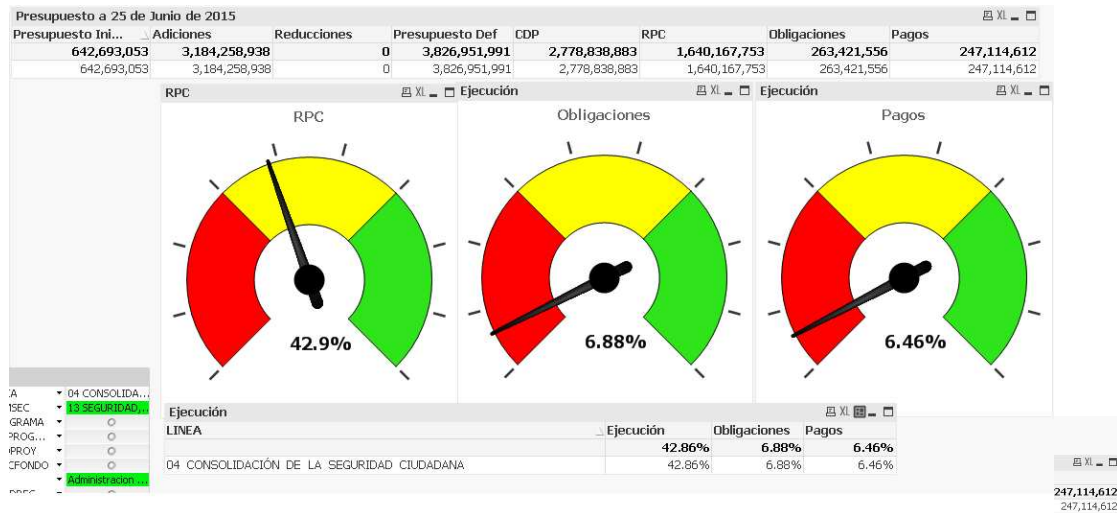 Presupuesto a 25 de Junio de 2015 XL
Presupuesto Ini... Adiciones Reducciones Presupuesto Def CDP RPC Obligaciones Pagos
642,693,053 3,184,258,938 0 3,826,951,991 2,778,838,883 1,640,167,753 263,421,556 247,114,612
642,693,053 3,184,258,938 0 3,826,951,991 2,778,838,883 1,640,167,753 263,421,556 247,114,612
RPC XL Ejecución XL Ejecución XL
RPC Obligaciones Pagos
42.9% 6.88% 6.46%
04 CONSOLIDA...
13 SEGURIDAD,...
GRAMA
PROG...
PROY
CFONDO
Administracion ...
Ejecución XL
LINEA Ejecución Obligaciones Pagos
42.86% 6.88% 6.46%
04 CONSOLIDACIÓN DE LA SEGURIDAD CIUDADANA 42.86% 6.88% 6.46%
XL
247,114,612
247,114,612